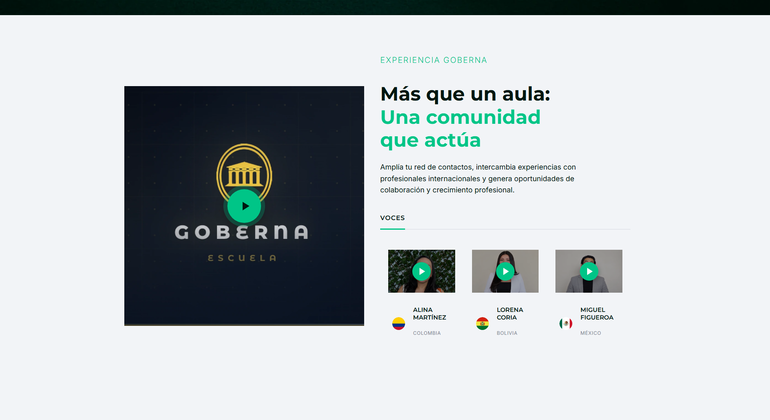 EXPERIENCIA GOBERNA
Más que un aula:
Una comunidad
que actúa
Amplía tu red de contactos, intercambia experiencias con
profesionales internacionales y genera oportunidades de
colaboración y crecimiento profesional.
VOCES
GOBERNA
ESCUELA
ALINA
MARTÍNEZ
COLOMBIA
LORENA
CORIA
BOLIVIA
MIGUEL
FIGUEROA
MÉXICO